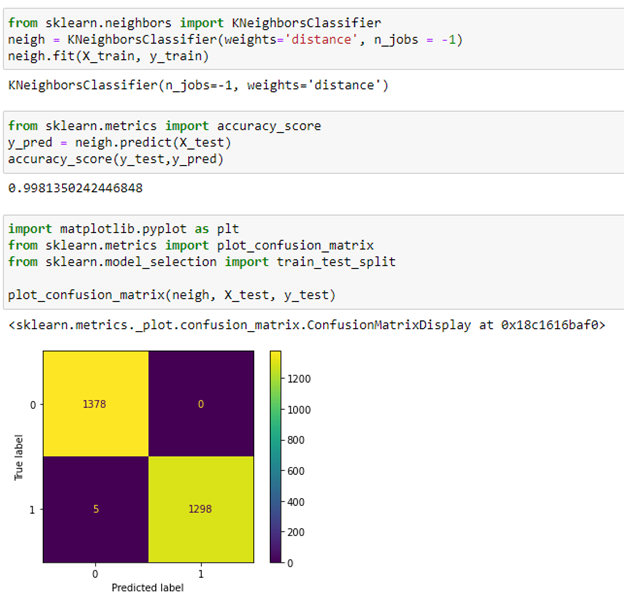 from sklearn.neighbors import KNeighborsClassifier
neigh = KNeighborsClassifier(weights='distance', n_jobs = -1)
neigh.fit(X_train, y_train)
KNeighborsClassifier(n_jobs=-1, weights='distance')
from sklearn.metrics import accuracy_score
y_pred = neigh.predict(X_test)
accuracy_score(y_test,y_pred)
0.9981350242446848
import matplotlib.pyplot as plt
from sklearn.metrics import plot_confusion_matrix
from sklearn.model_selection import train_test_split
plot_confusion_matrix(neigh, X_test, y_test)
<sklearn.metrics._plot.confusion_matrix.ConfusionMatrixDisplay at 0x18c1616baf0>
True label
0
1
1378
0
5
1298
0
1
Predicted label
1200
1000
800
600
400
200
0